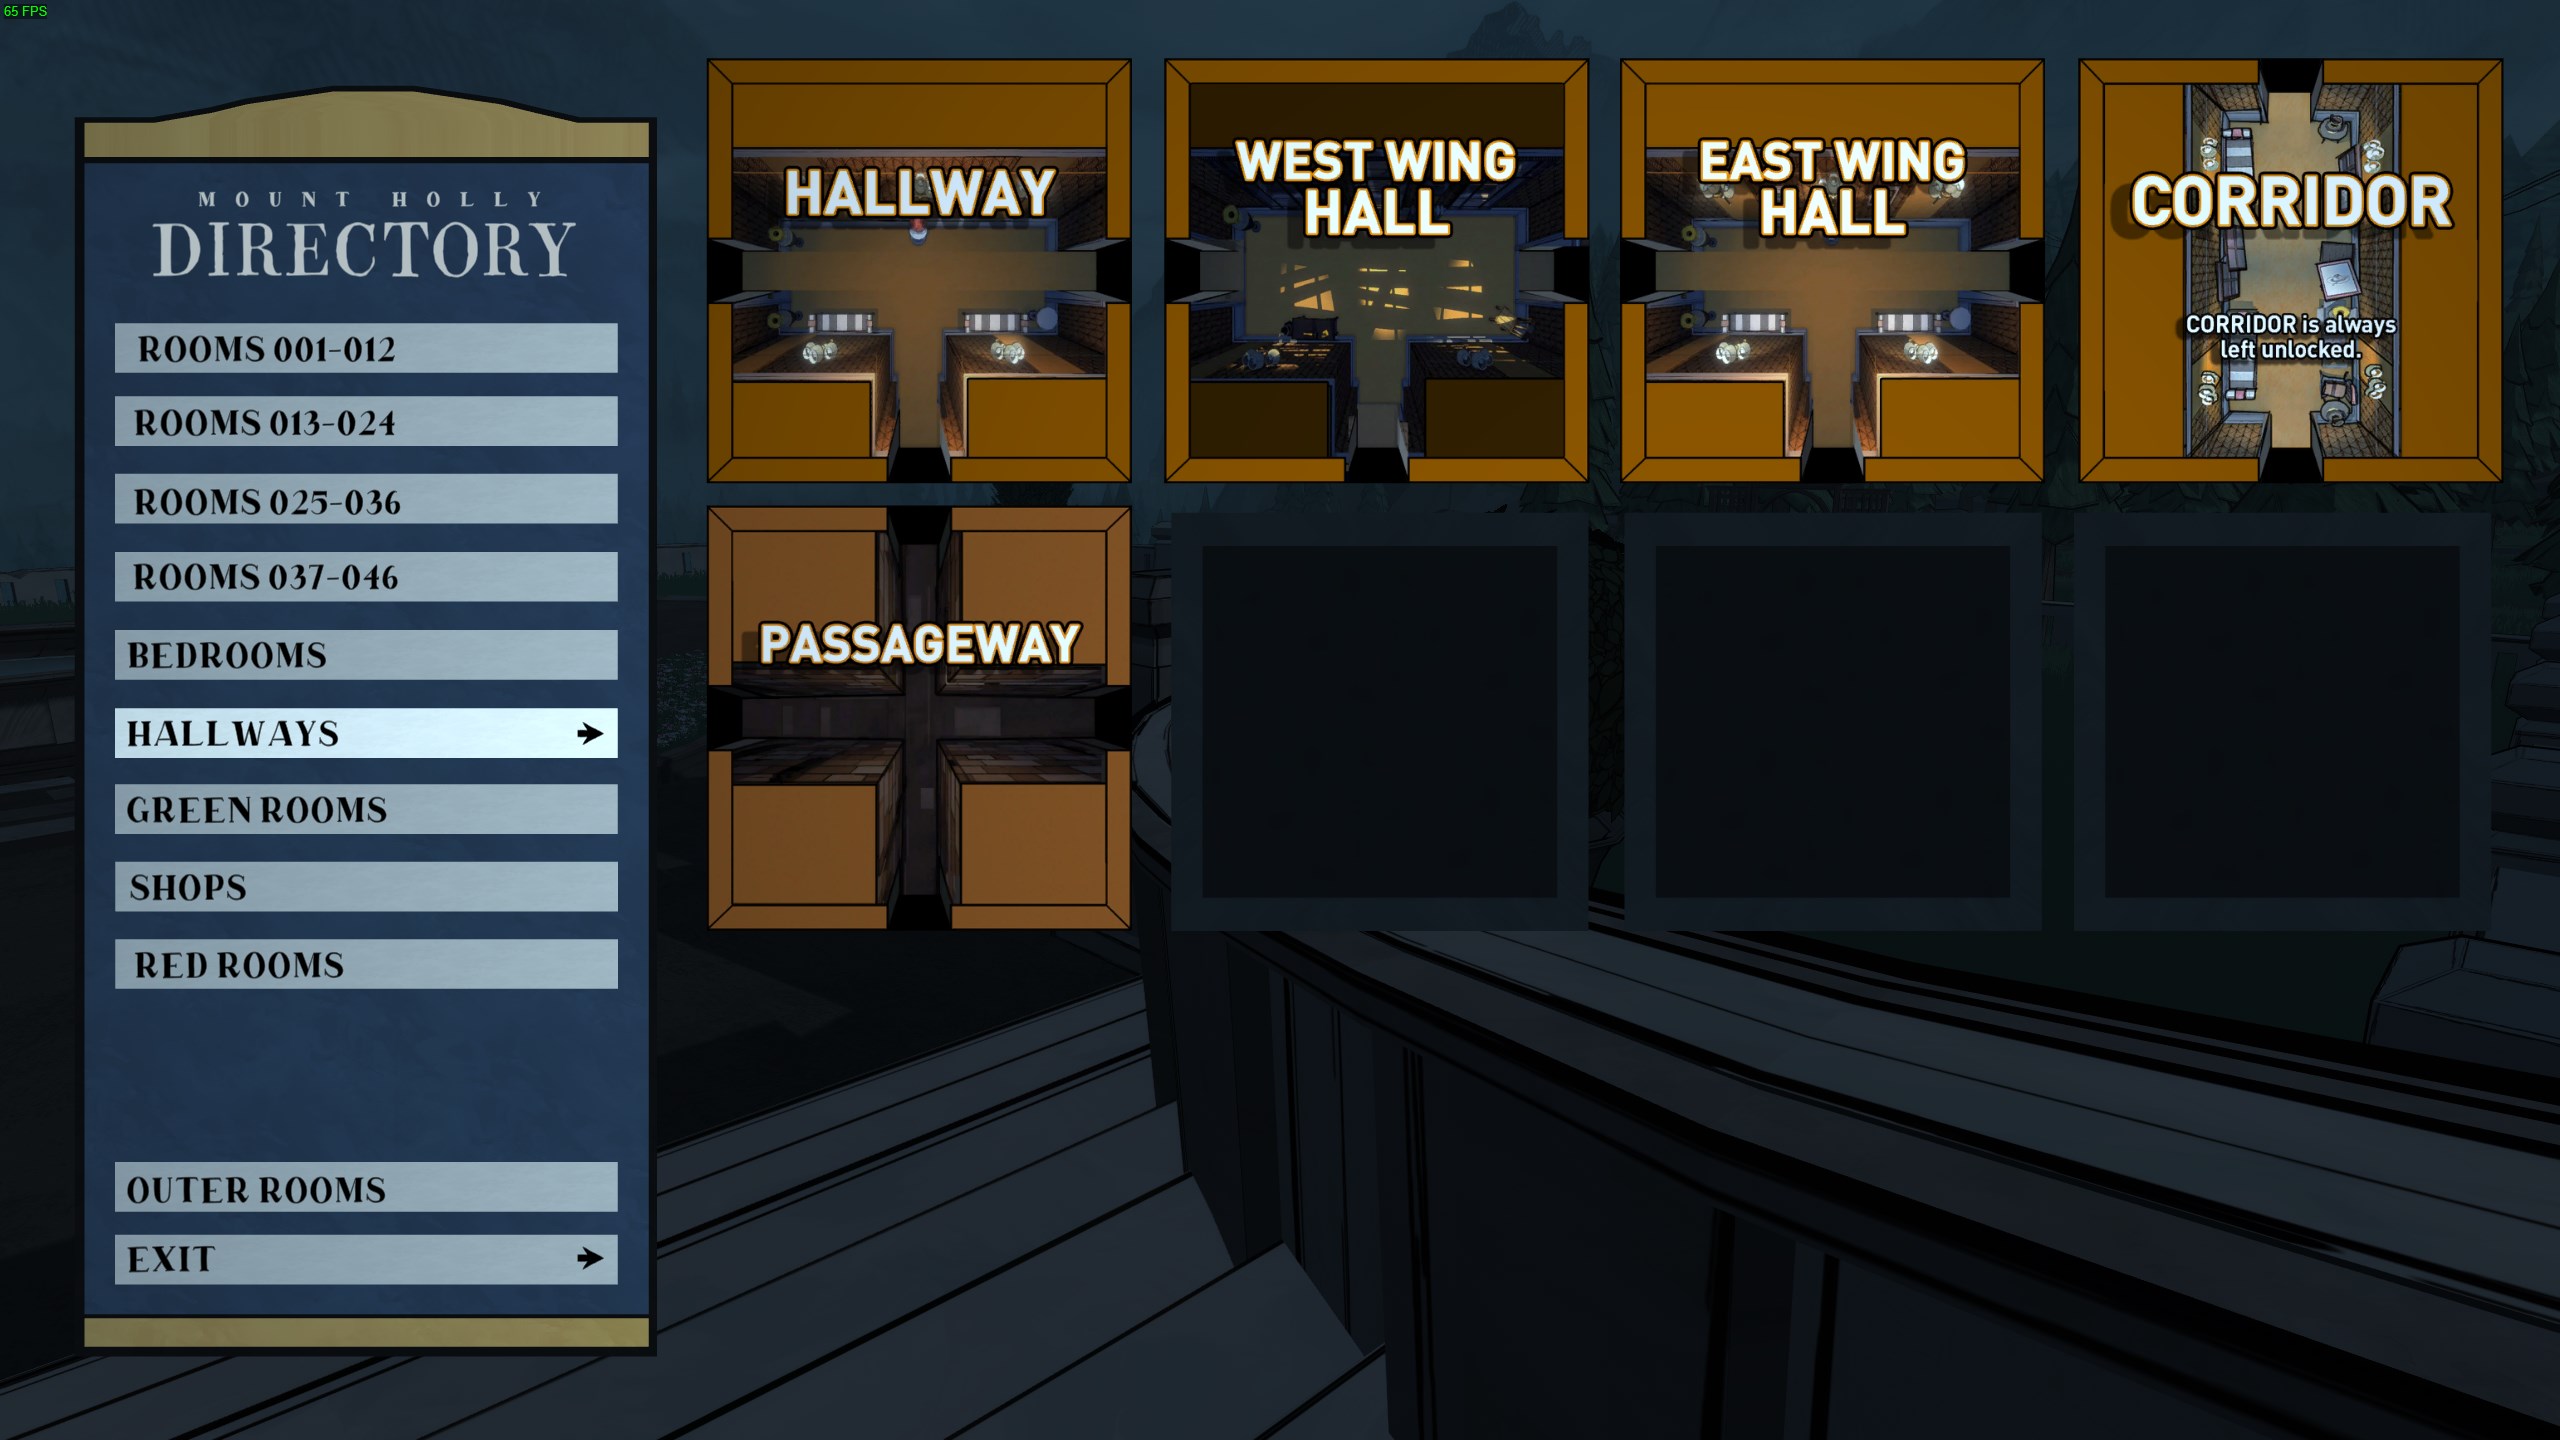 65 FPS
MOUNT HOLLY
DIRECTORY
ROOMS 001-012
ROOMS 013-024
ROOMS 025-036
ROOMS 037-046
BEDROOMS
HALLWAYS
GREEN ROOMS
SHOPS
RED ROOMS
OUTER ROOMS
EXIT
HALLWAY
WEST WING
HALL
EAST WING
HALL
CORRIDOR
CORRIDOR is always
left unlocked.
PASSAGEWAY